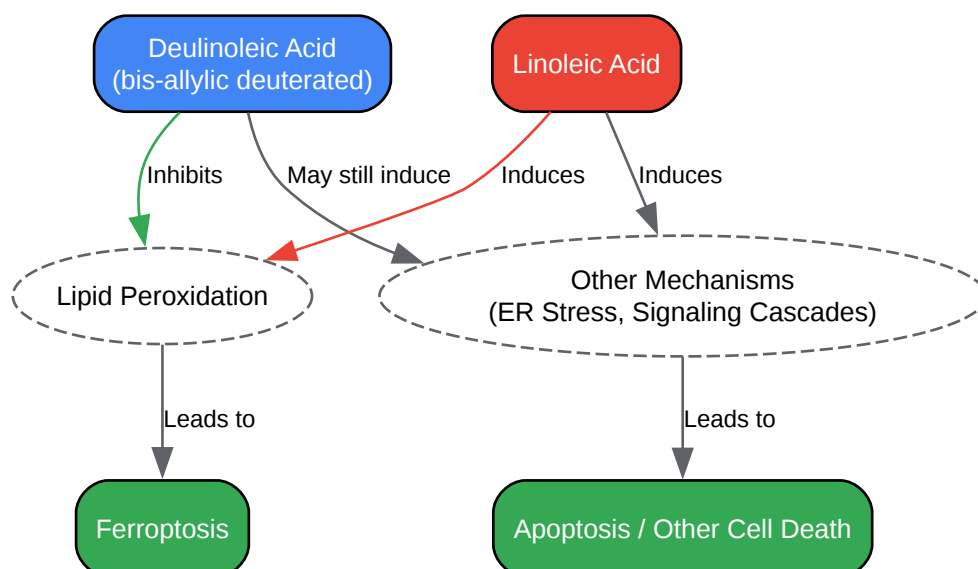 Deulinoleic Acid
(bis-allylic deuterated)
Linoleic Acid
Inhibits
May still induce
Induces
Induces
Lipid Peroxidation
Other Mechanisms
(ER Stress, Signaling Cascades)
Leads to
Leads to
Ferroptosis
Apoptosis / Other Cell Death